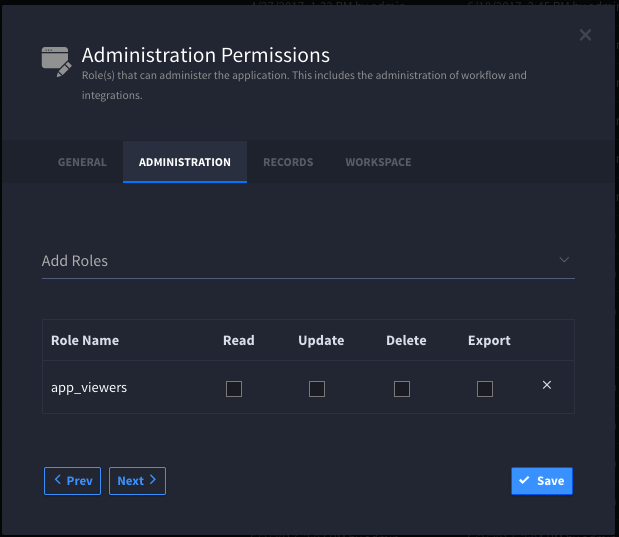 Administration Permissions
Role(s) that can administer the application. This includes the administration of workflow and
integrations.
GENERAL ADMINISTRATION RECORDS WORKSPACE
Add Roles
Role Name Read Update Delete Export
app_viewers
Prev Next Save